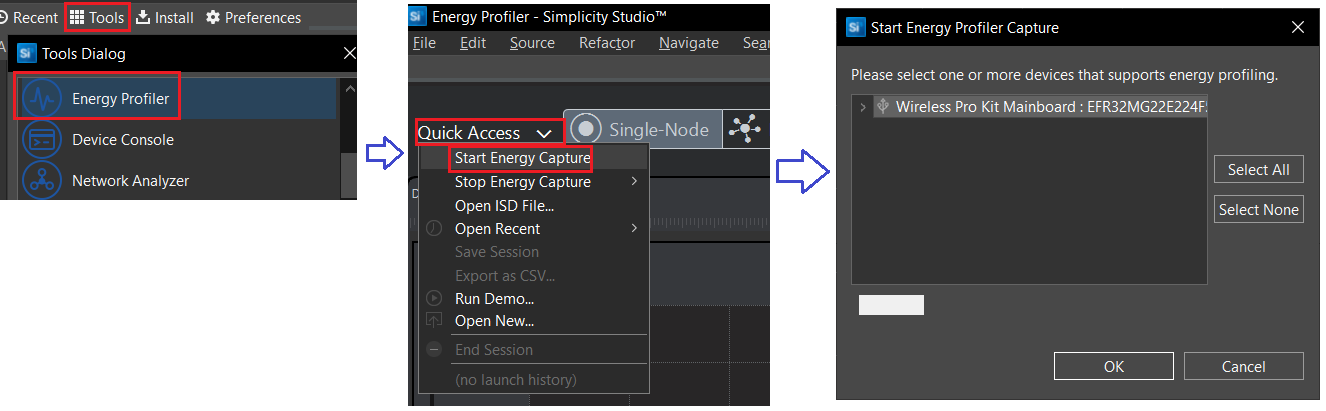 Recent Tools Install Preferences
Tools Dialog
Energy Profiler
Device Console
Network Analyzer
Energy Profiler - Simplicity Studio™
File Edit Source Refactor Navigate Sear
Quick Access Single-Node
Start Energy Capture
Stop Energy Capture
Open ISD File...
Open Recent
Save Session
Export as CSV...
Run Demo...
Open New...
End Session
(no launch history)
Start Energy Profiler Capture
Please select one or more devices that supports energy profiling.
Wireless Pro Kit Mainboard : EFR32MG22E224F5
Select All
Select None
OK Cancel